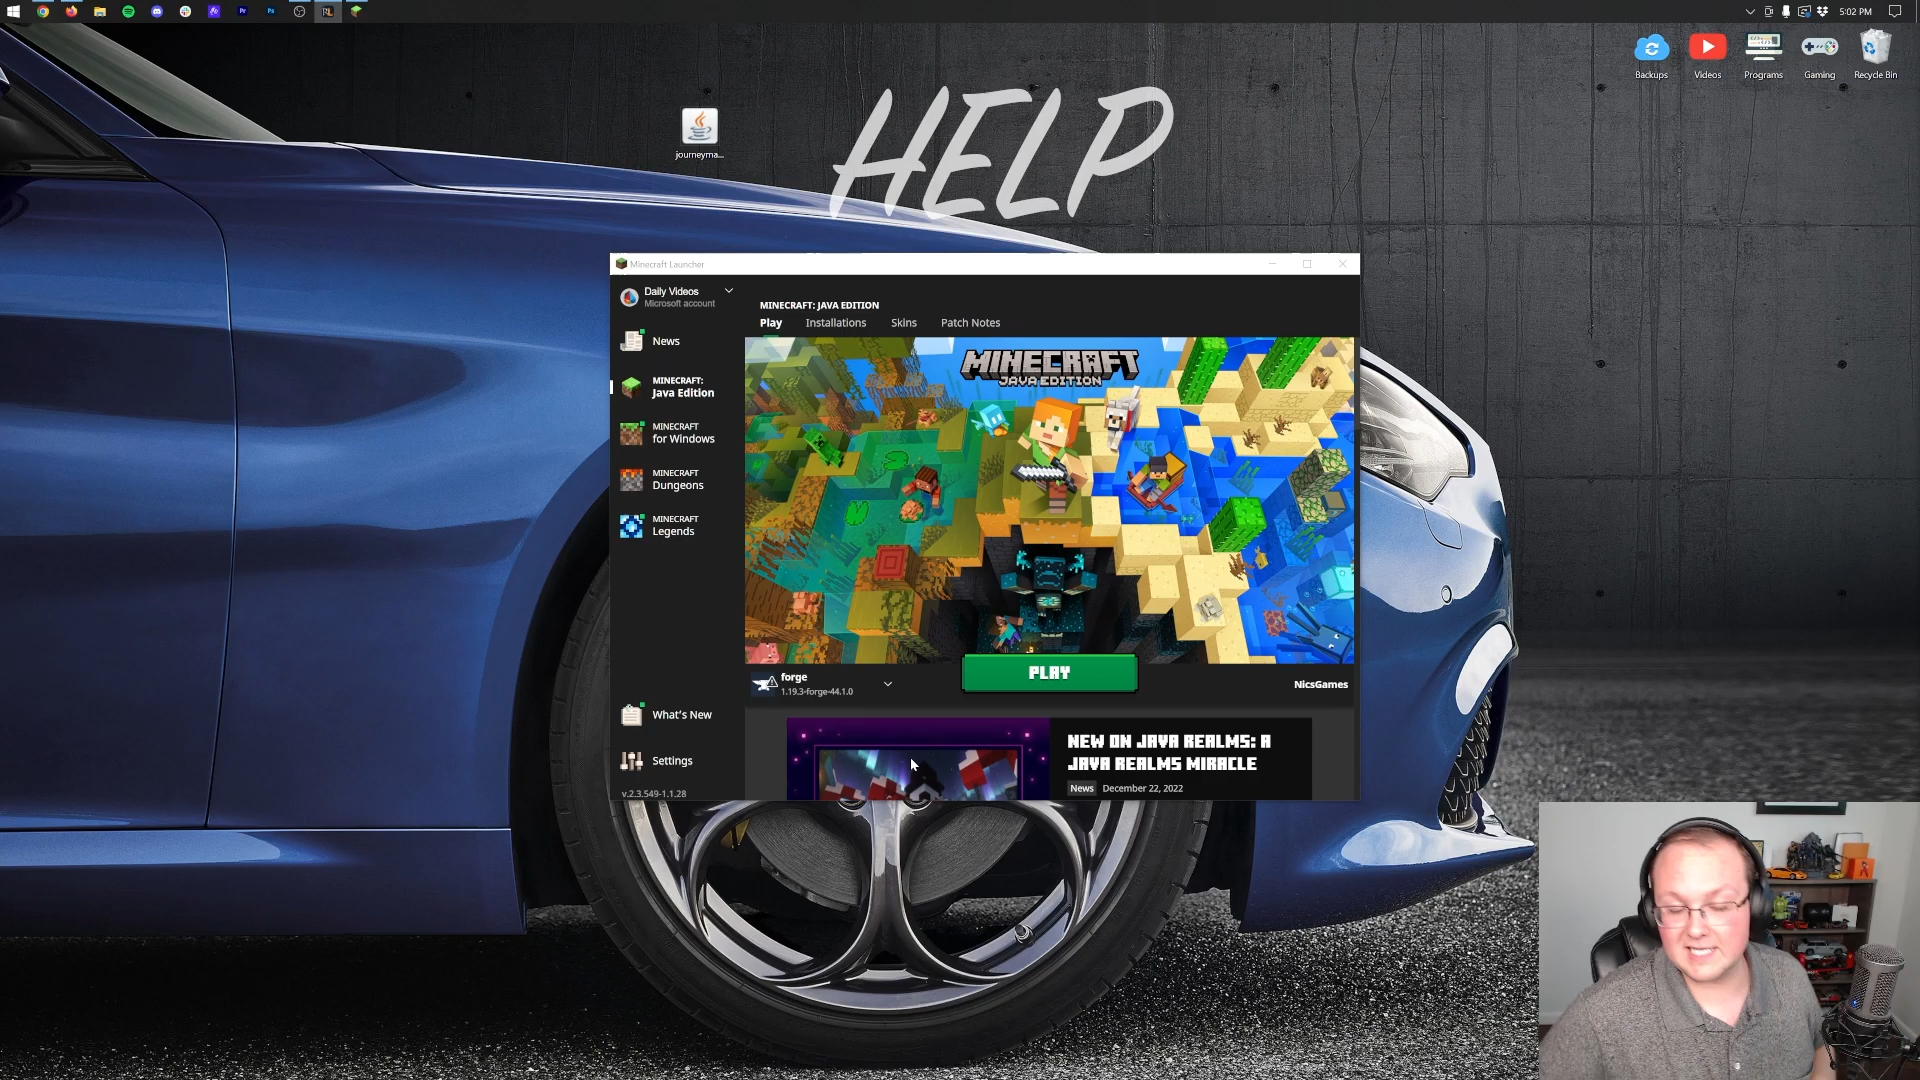 5:02 PM
Backups
Videos
Programs
Gaming
Recycle Bin
journeyma...
HELP
Minecraft Launcher
Daily Videos
Microsoft account
News
MINECRAFT:
Java Edition
MINECRAFT
for Windows
MINECRAFT
Dungeons
MINECRAFT
Legends
What's New
Settings
v.2.3.549-1.1.28
MINECRAFT: JAVA EDITION
Play
Installations
Skins
Patch Notes
MINECRAFT
JAVA EDITION
forge
1.19.3-forge-44.1.0
PLAY
NicsGames
NEW ON JAVA REALMS: A
JAVA REALMS MIRACLE
News
December 22, 2022